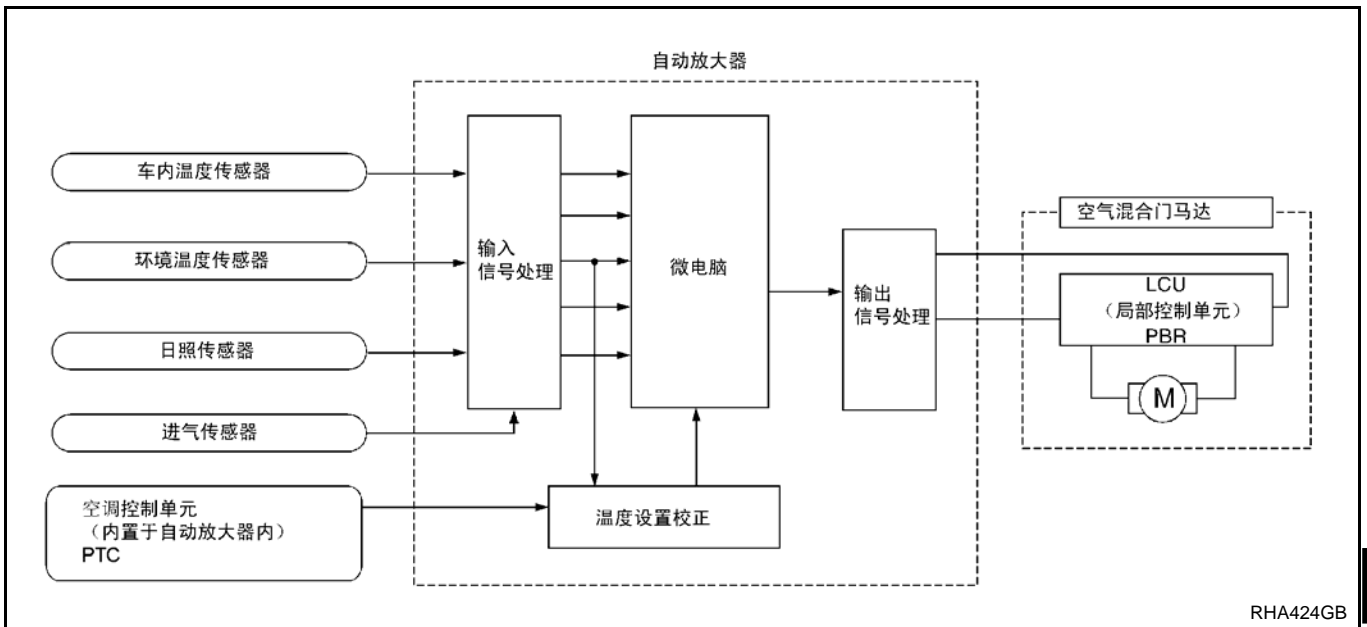 自动放大器
车内温度传感器
环境温度传感器
日照传感器
进气传感器
空调控制单元
（内置于自动放大器内）
PTC
输入
信号处理
微电脑
温度设置校正
输出
信号处理
空气混合门马达
LCU
（局部控制单元）
PBR
M
RHA424GB